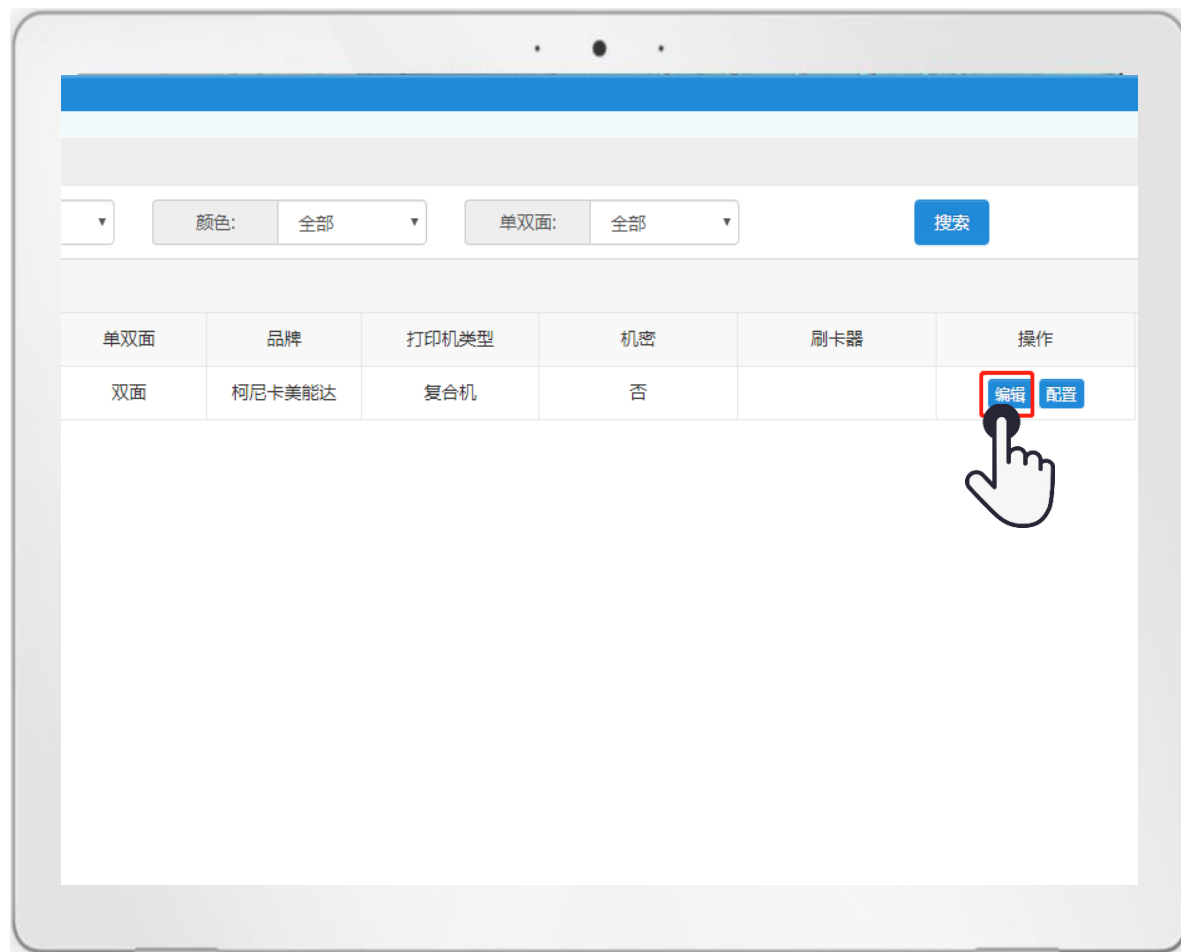 颜色: 全部 单双面: 全部 搜索
单双面 品牌 打印机类型 机密 刷卡器 操作
双面 柯尼卡美能达 复合机 否 编辑 配置